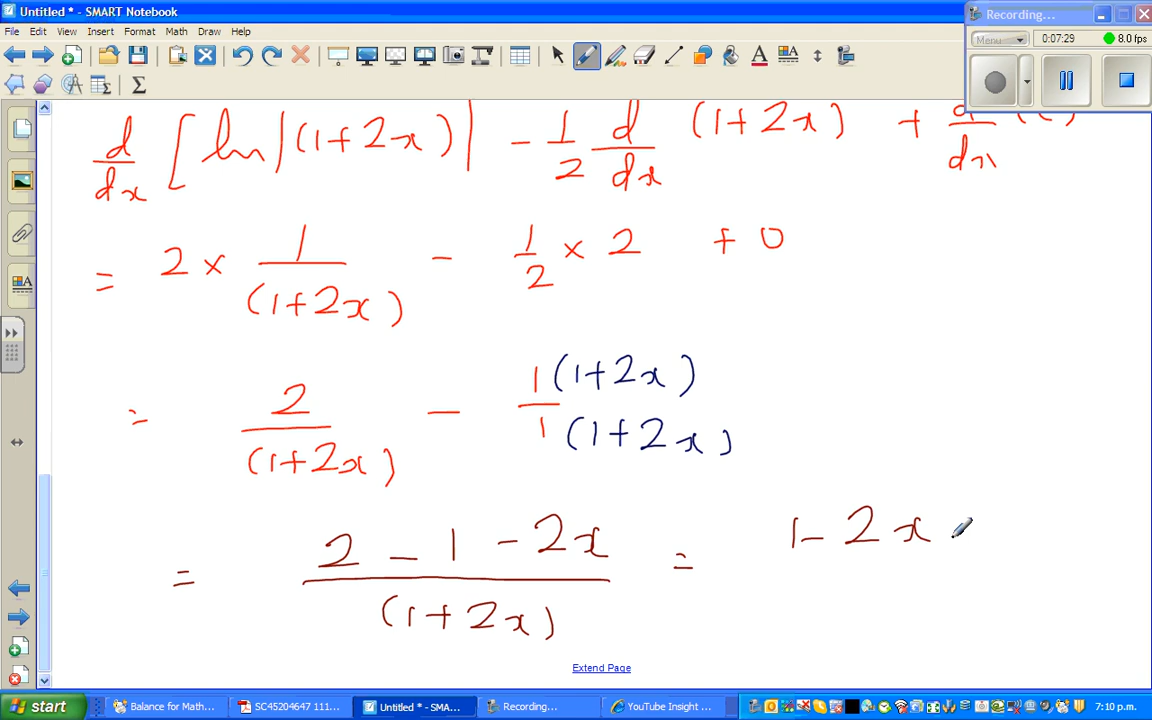 Untitled * - SMART Notebook
Recording...
File Edit View Insert Format Math Draw Help
Menu 0:07:29 8.0 fps
d/dx [ln|(1+2x)| - 1/2 d/dx (1+2x) +
= 2 × 1/(1+2x) - 1/2 × 2 + 0
= 2/(1+2x) - 1(1+2x)/1(1+2x)
= 2 - 1 - 2x/(1+2x) = 1 - 2x
Extend Page
start Balance for Math... SC45204647 111... Untitled * - SMA... Recording... YouTube Insight ... 7:10 p.m.